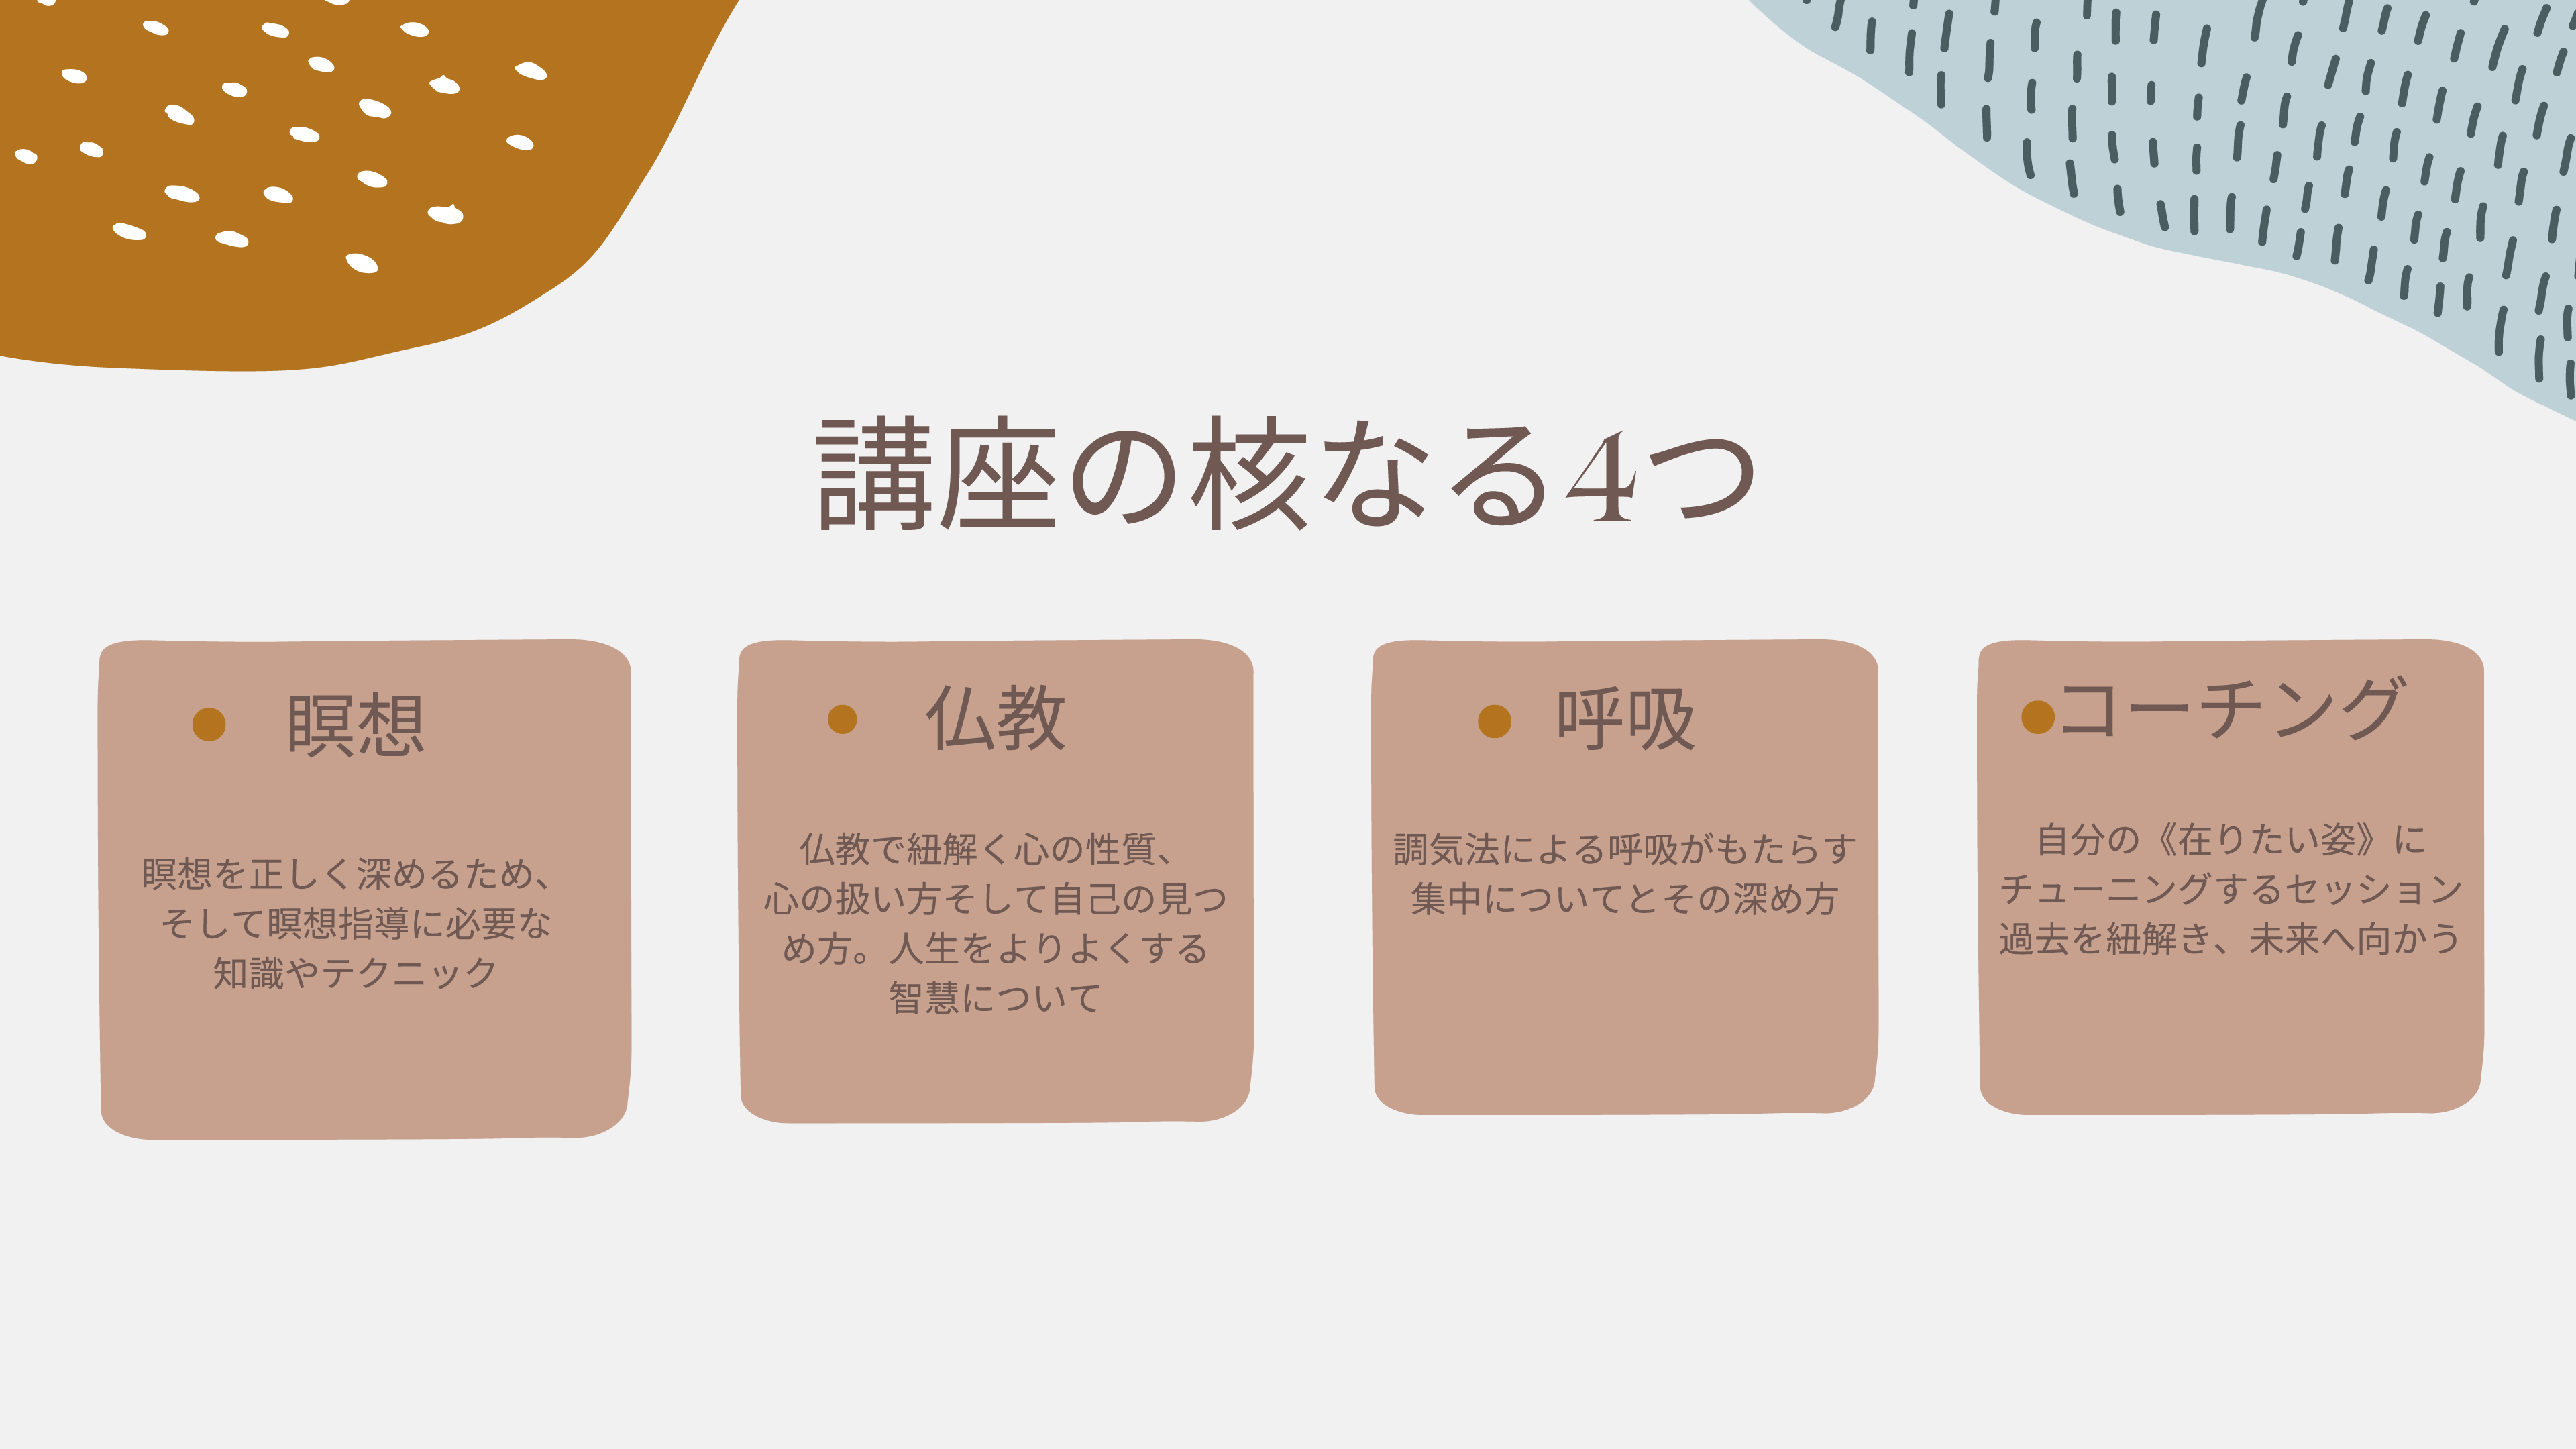 講座の核なる4つ
瞑想
瞑想を正しく深めるため、
そして瞑想指導に必要な
知識やテクニック
仏教
仏教で紐解く心の性質、
心の扱い方そして自己の見つ
め方。人生をよりよくする
智慧について
呼吸
調気法による呼吸がもたらす
集中についてとその深め方
コーチング
自分の《在りたい姿》に
チューニングするセッション
過去を紐解き、未来へ向かう